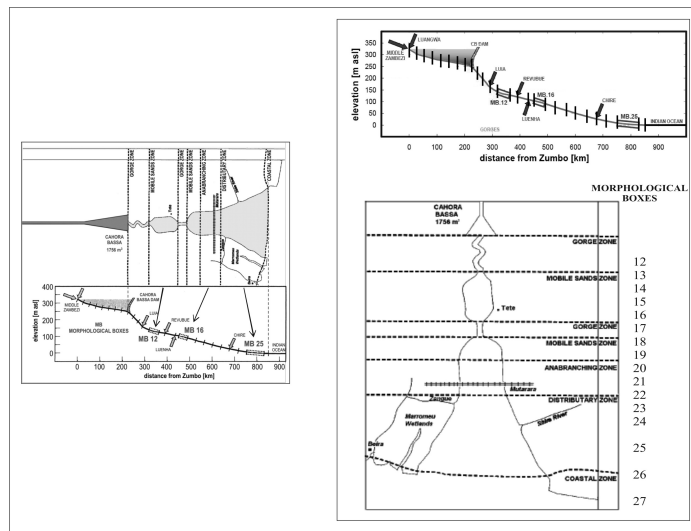 GORGE ZONE
MOBILE SANDS ZONE
GORGE ZONE
MOBILE SANDS ZONE
ANABRANCHING ZONE
DISTRIBUTARY ZONE
COASTAL ZONE
Tete
CAHORA
BASSA
1756 m²
Marromeu
Wetlands
elevation [m asl]
400
300
200
100
0
MIDDLE
ZAMBEZI
CAHORA
BASSA DAM
LUIA
REVUBUE
MB
MORPHOLOGICAL BOXES
MB 12
MB 16
LUENHA
CHIRE
MB 25
INDIAN
OCEAN
0 100 200 300 400 500 600 700 800 900
distance from Zumbo [km]
elevation [m asl]
350
300
250
200
150
100
50
0
LUANGWA
MIDDLE
ZAMBEZI
CB DAM
LUIA
REVUBUE
MB 12
MB 16
LUENHA
CHIRE
MB 25
INDIAN OCEAN
GORGES
0 100 200 300 400 500 600 700 800 900
distance from Zumbo [km]
MORPHOLOGICAL
BOXES
CAHORA
BASSA
1756 m²
GORGE ZONE
12
MOBILE SANDS ZONE
13
14
Tete
15
16
GORGE ZONE
17
MOBILE SANDS ZONE
18
19
ANABRANCHING ZONE
20
21
Mutarara
22
DISTRIBUTARY ZONE
Zangue
23
Marromeu
Wetlands
Shire River
24
Beira
25
26
COASTAL ZONE
27